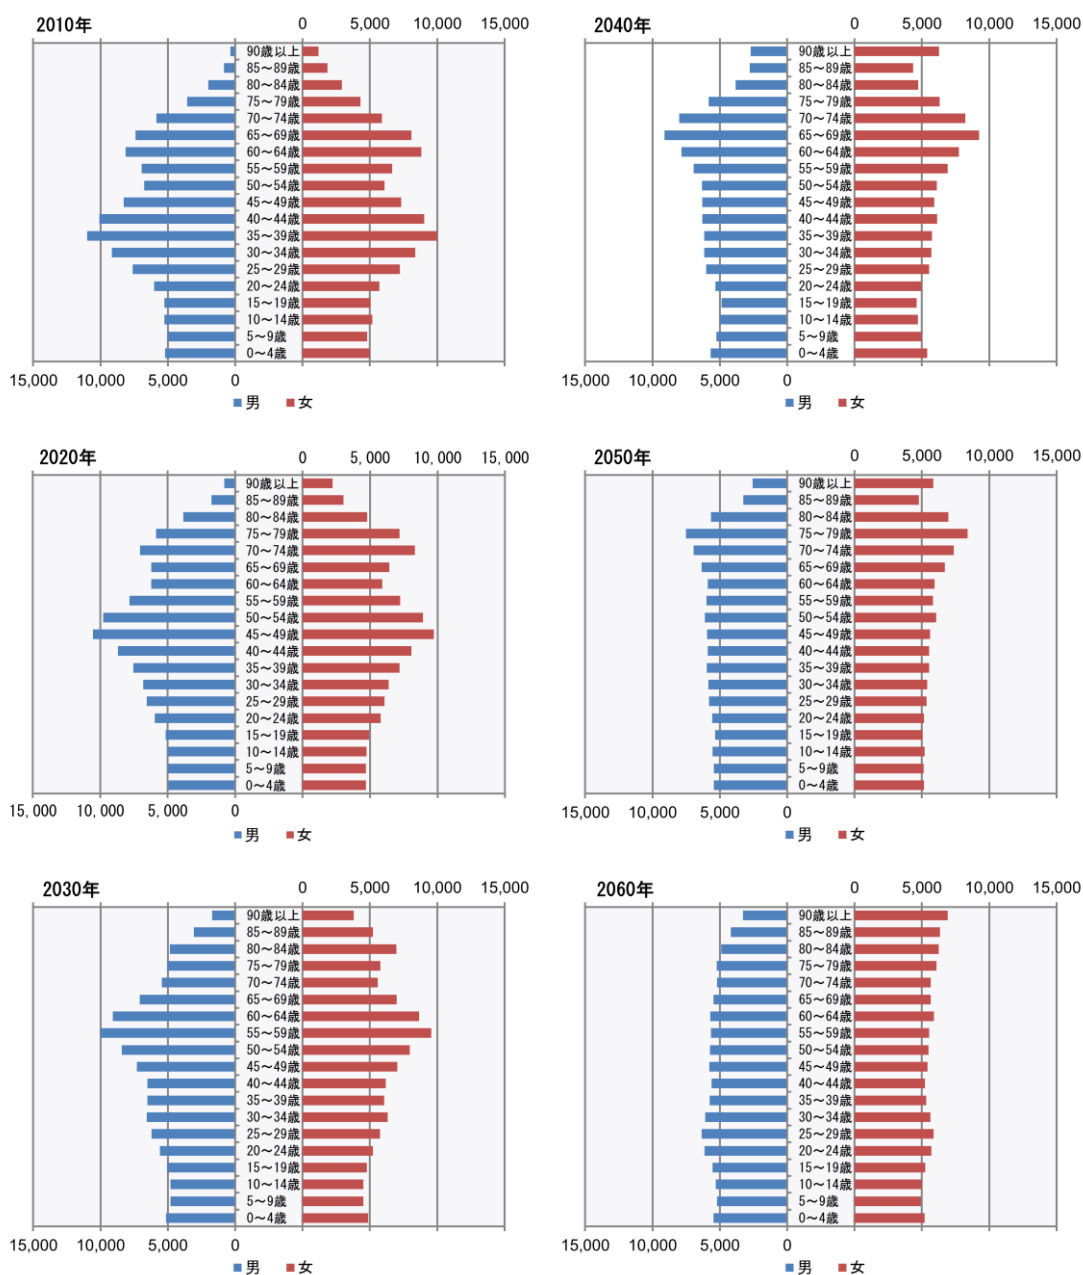 2010年
0 5,000 10,000 15,000
90歳以上
85～89歳
80～84歳
75～79歳
70～74歳
65～69歳
60～64歳
55～59歳
50～54歳
45～49歳
40～44歳
35～39歳
30～34歳
25～29歳
20～24歳
15～19歳
10～14歳
5～9歳
0～4歳
15,000 10,000 5,000 0
男 女
2040年
0 5,000 10,000 15,000
90歳以上
85～89歳
80～84歳
75～79歳
70～74歳
65～69歳
60～64歳
55～59歳
50～54歳
45～49歳
40～44歳
35～39歳
30～34歳
25～29歳
20～24歳
15～19歳
10～14歳
5～9歳
0～4歳
15,000 10,000 5,000 0
男 女
2020年
0 5,000 10,000 15,000
90歳以上
85～89歳
80～84歳
75～79歳
70～74歳
65～69歳
60～64歳
55～59歳
50～54歳
45～49歳
40～44歳
35～39歳
30～34歳
25～29歳
20～24歳
15～19歳
10～14歳
5～9歳
0～4歳
15,000 10,000 5,000 0
男 女
2050年
0 5,000 10,000 15,000
90歳以上
85～89歳
80～84歳
75～79歳
70～74歳
65～69歳
60～64歳
55～59歳
50～54歳
45～49歳
40～44歳
35～39歳
30～34歳
25～29歳
20～24歳
15～19歳
10～14歳
5～9歳
0～4歳
15,000 10,000 5,000 0
男 女
2030年
0 5,000 10,000 15,000
90歳以上
85～89歳
80～84歳
75～79歳
70～74歳
65～69歳
60～64歳
55～59歳
50～54歳
45～49歳
40～44歳
35～39歳
30～34歳
25～29歳
20～24歳
15～19歳
10～14歳
5～9歳
0～4歳
15,000 10,000 5,000 0
男 女
2060年
0 5,000 10,000 15,000
90歳以上
85～89歳
80～84歳
75～79歳
70～74歳
65～69歳
60～64歳
55～59歳
50～54歳
45～49歳
40～44歳
35～39歳
30～34歳
25～29歳
20～24歳
15～19歳
10～14歳
5～9歳
0～4歳
15,000 10,000 5,000 0
男 女